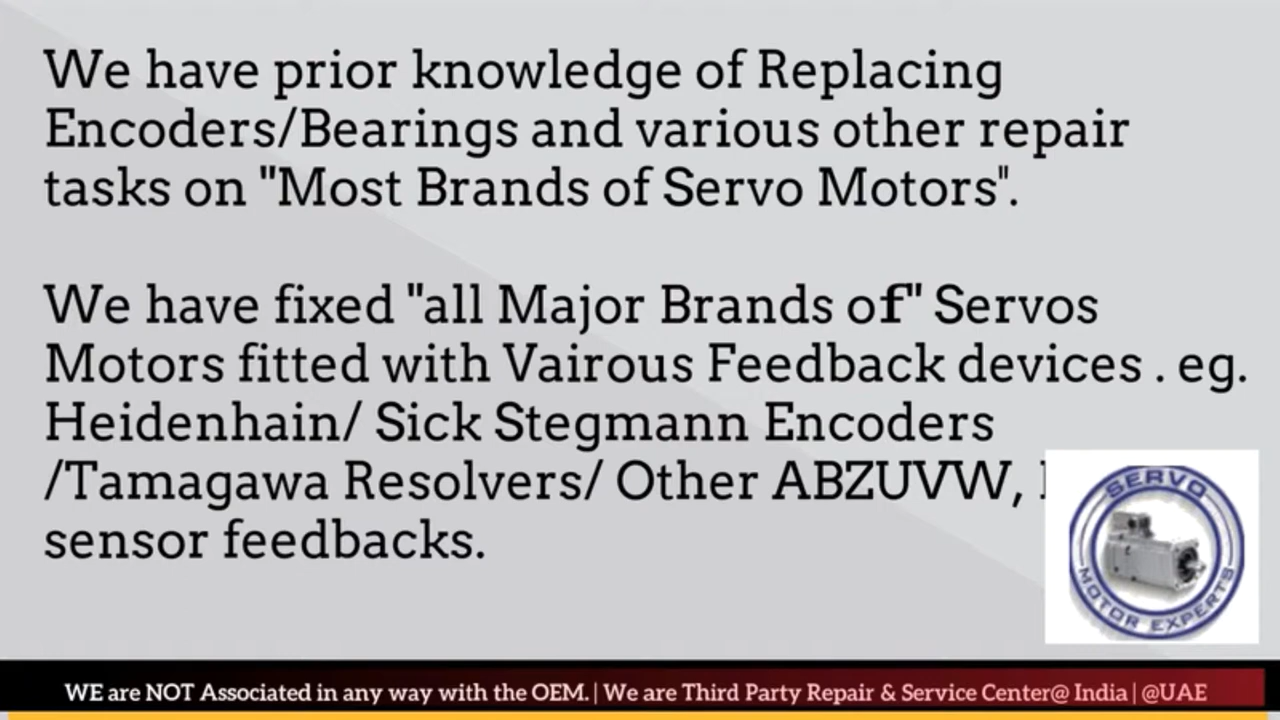 We have prior knowledge of Replacing
Encoders/Bearings and various other repair
tasks on "Most Brands of Servo Motors".
We have fixed "all Major Brands of" Servos
Motors fitted with Vairous Feedback devices . eg.
Heidenhain/ Sick Stegmann Encoders
/Tamagawa Resolvers/ Other ABZUVW,
sensor feedbacks.
SERVO
MOTOR EXPERTS
WE are NOT Associated in any way with the OEM. | We are Third Party Repair & Service Center@ India | @UAE